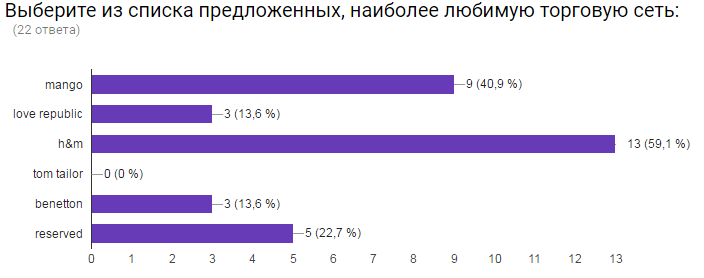 Выберите из списка предложенных, наиболее любимую торговую сеть:
(22 ответа)
mango 9 (40,9 %)
love republic 3 (13,6 %)
h&m 13 (59,1 %)
tom tailor 0 (0 %)
benetton 3 (13,6 %)
reserved 5 (22,7 %)
0 1 2 3 4 5 6 7 8 9 10 11 12 13